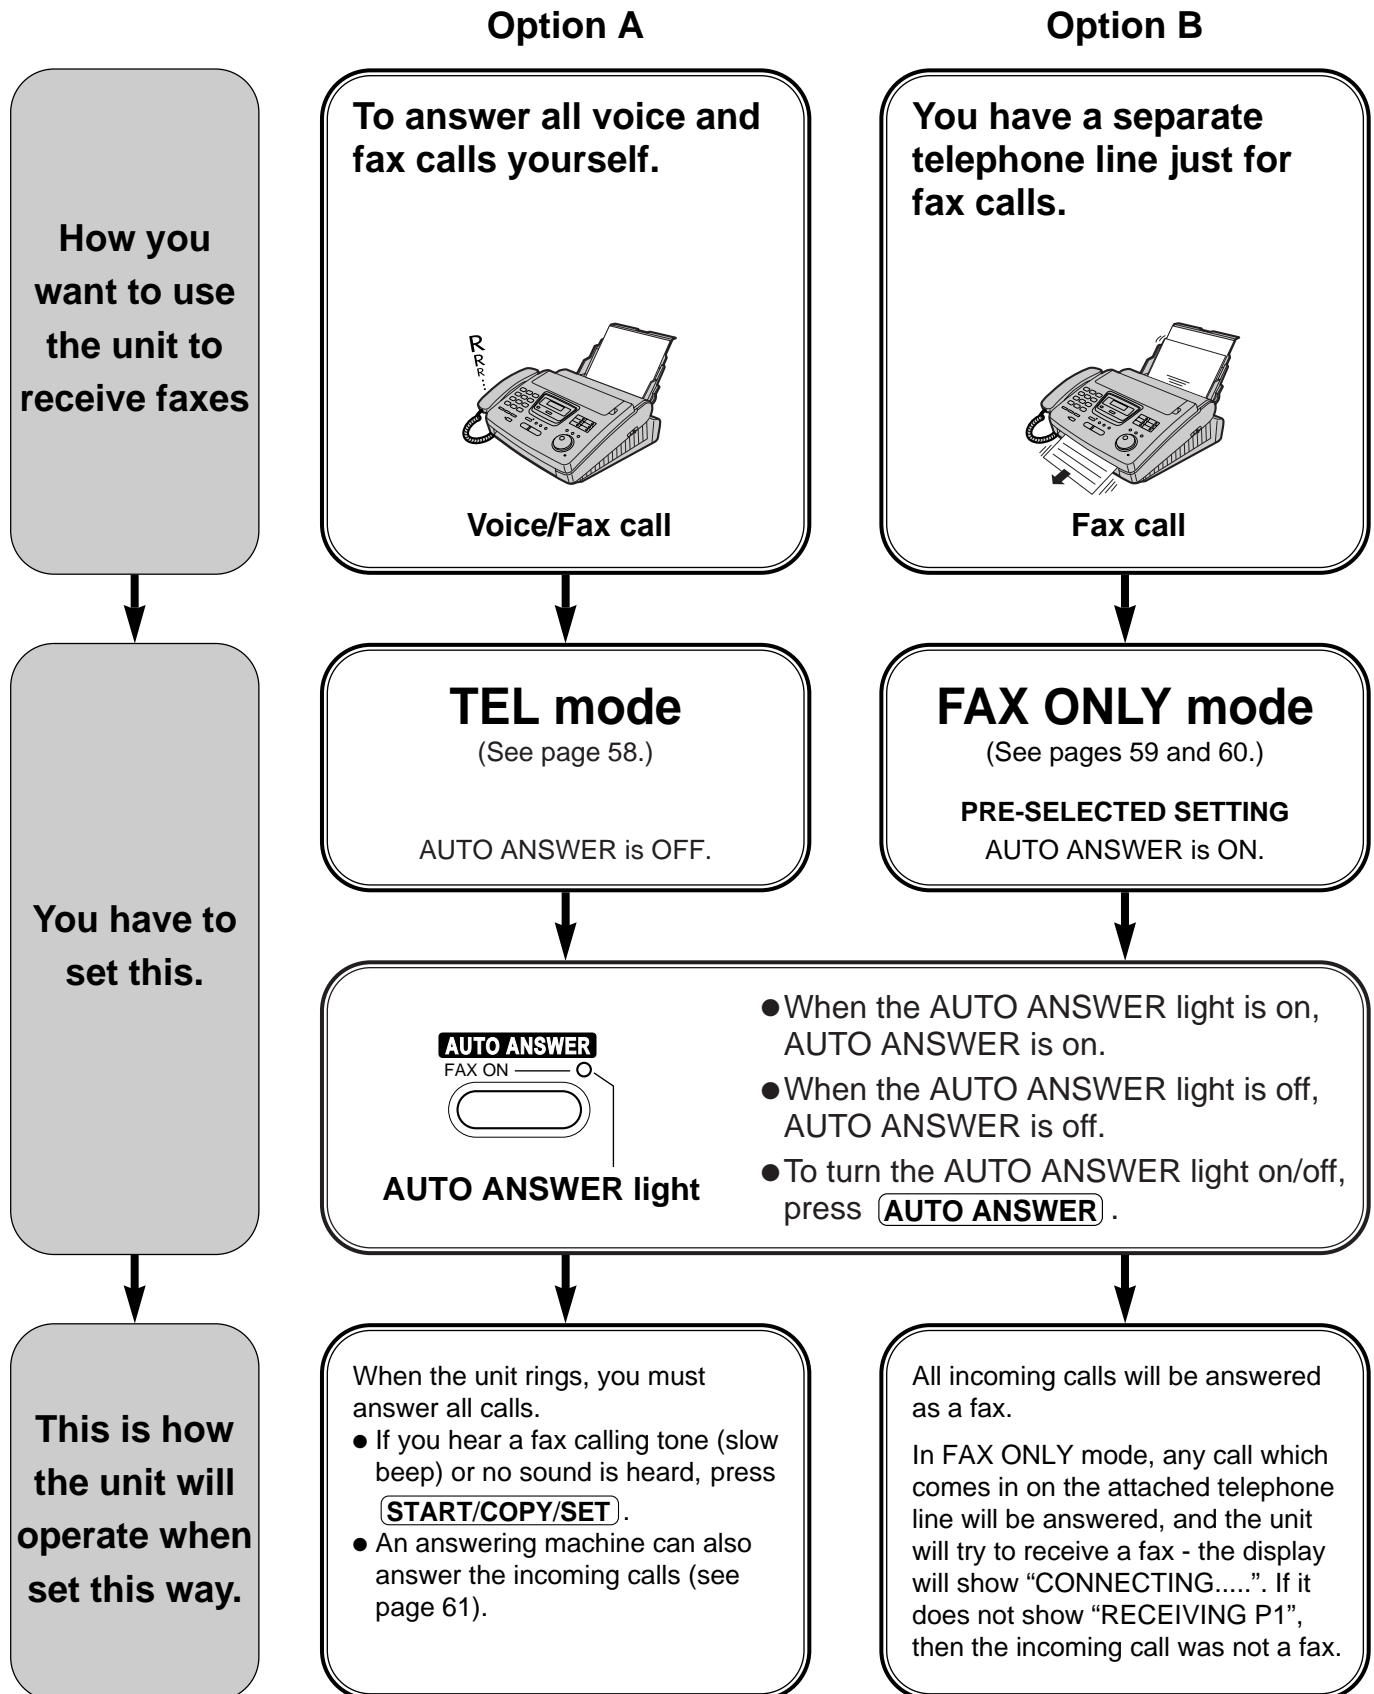 Option A
Option B
How you
want to use
the unit to
receive faxes
To answer all voice and
fax calls yourself.
R
R
R
Voice/Fax call
You have a separate
telephone line just for
fax calls.
Fax call
You have to
set this.
TEL mode
(See page 58.)
AUTO ANSWER is OFF.
FAX ONLY mode
(See pages 59 and 60.)
PRE-SELECTED SETTING
AUTO ANSWER is ON.
AUTO ANSWER
FAX ON
AUTO ANSWER light
●When the AUTO ANSWER light is on,
AUTO ANSWER is on.
●When the AUTO ANSWER light is off,
AUTO ANSWER is off.
●To turn the AUTO ANSWER light on/off,
press AUTO ANSWER .
This is how
the unit will
operate when
set this way.
When the unit rings, you must
answer all calls.
● If you hear a fax calling tone (slow
beep) or no sound is heard, press
START/COPY/SET .
● An answering machine can also
answer the incoming calls (see
page 61).
All incoming calls will be answered
as a fax.
In FAX ONLY mode, any call which
comes in on the attached telephone
line will be answered, and the unit
will try to receive a fax - the display
will show “CONNECTING.....”. If it
does not show “RECEIVING P1”,
then the incoming call was not a fax.